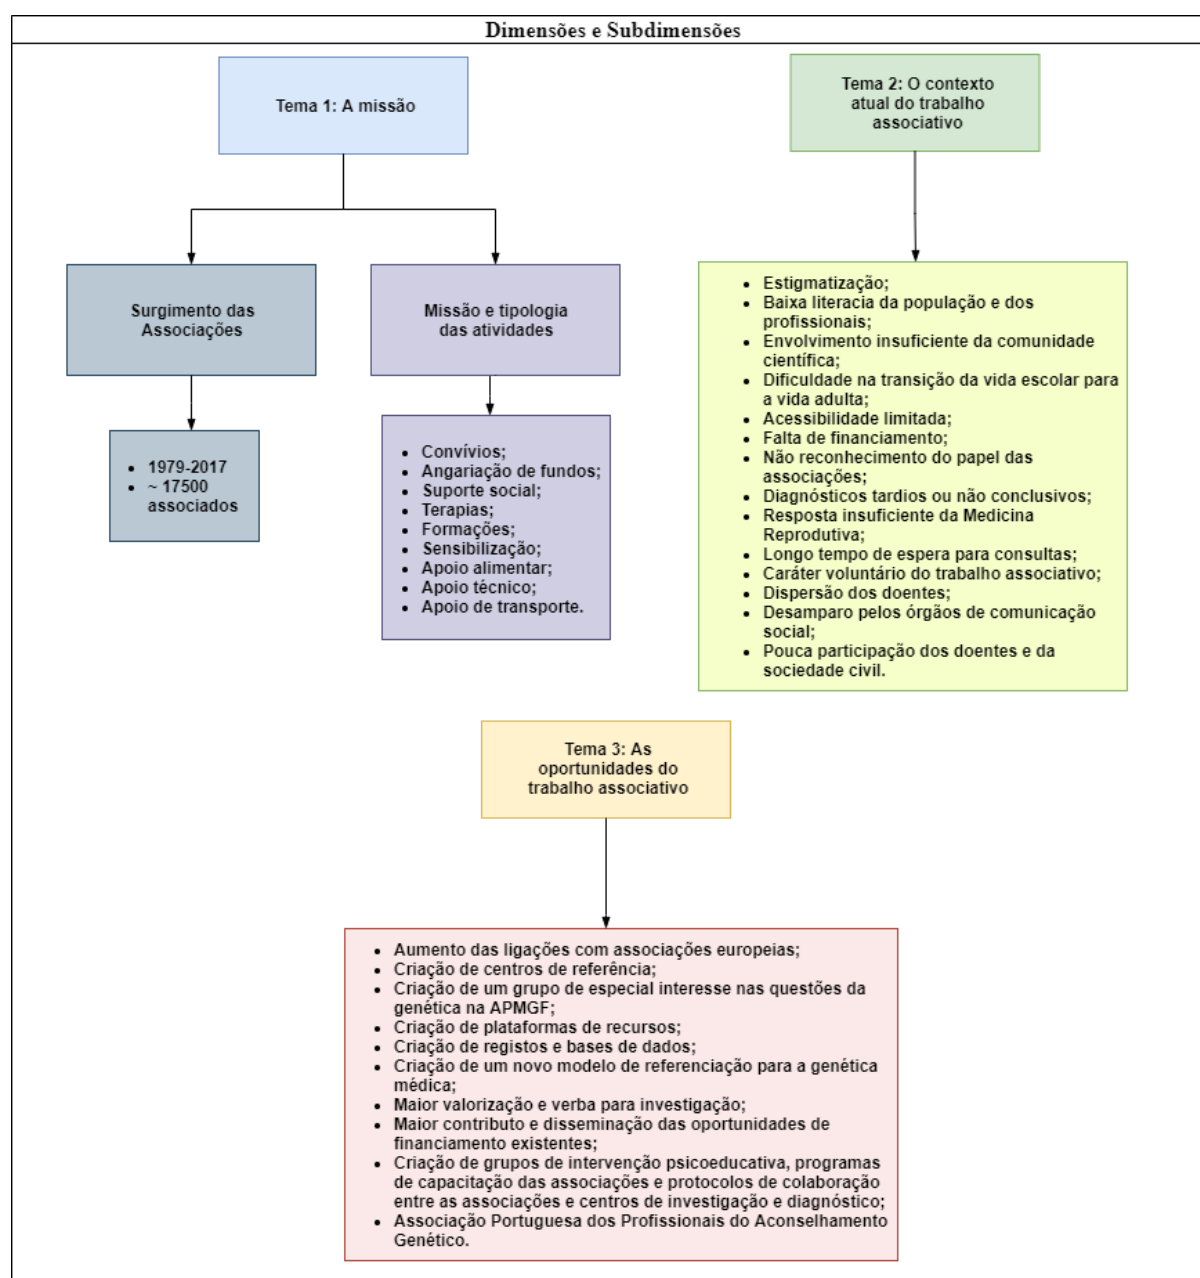 Dimensões e Subdimensões
Tema 1: A missão
Tema 2: O contexto
atual do trabalho
associativo
Surgimento das
Associações
Missão e tipologia
das atividades
• 1979-2017
• ~ 17500
associados
• Convívios;
• Angariação de fundos;
• Suporte social;
• Terapias;
• Formações;
• Sensibilização;
• Apoio alimentar;
• Apoio técnico;
• Apoio de transporte.
• Estigmatização;
• Baixa literacia da população e dos
profissionais;
• Envolvimento insuficiente da comunidade
científica;
• Dificuldade na transição da vida escolar para
a vida adulta;
• Acessibilidade limitada;
• Falta de financiamento;
• Não reconhecimento do papel das
associações;
• Diagnósticos tardios ou não conclusivos;
• Resposta insuficiente da Medicina
Reprodutiva;
• Longo tempo de espera para consultas;
• Caráter voluntário do trabalho associativo;
• Dispersão dos doentes;
• Desamparo pelos órgãos de comunicação
social;
• Pouca participação dos doentes e da
sociedade civil.
Tema 3: As
oportunidades do
trabalho associativo
• Aumento das ligações com associações europeias;
• Criação de centros de referência;
• Criação de um grupo de especial interesse nas questões da
genética na APMGF;
• Criação de plataformas de recursos;
• Criação de registos e bases de dados;
• Criação de um novo modelo de referenciação para a genética
médica;
• Maior valorização e verba para investigação;
• Maior contributo e disseminação das oportunidades de
financiamento existentes;
• Criação de grupos de intervenção psicoeducativa, programas
de capacitação das associações e protocolos de colaboração
entre as associações e centros de investigação e diagnóstico;
• Associação Portuguesa dos Profissionais do Aconselhamento
Genético.